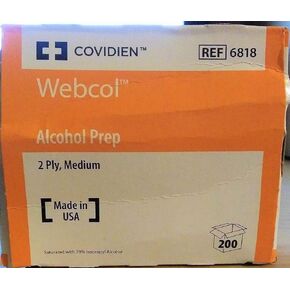 COVIDIEN™
REF 6818
Webcol™
Alcohol Prep
2 Ply, Medium
Made in
USA
200
Saturated with 70% Isopropyl Alcohol